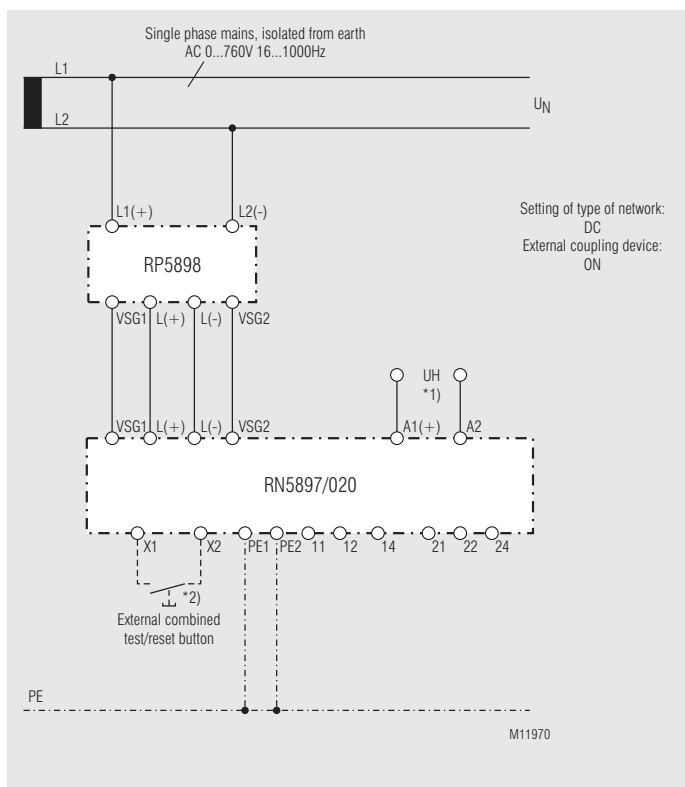 Single phase mains, isolated from earth
AC 0...760V 16...1000Hz
L1
UN
L2
L1(+) L2(-)
Setting of type of network:
DC
External coupling device:
ON
RP5898
VSG1 L(+) L(-) VSG2
UH
*1)
VSG1 L(+) L(-) VSG2 A1(+) A2
RN5897/020
X1 X2 PE1 PE2 11 12 14 21 22 24
*2)
External combined
test/reset button
PE
M11970